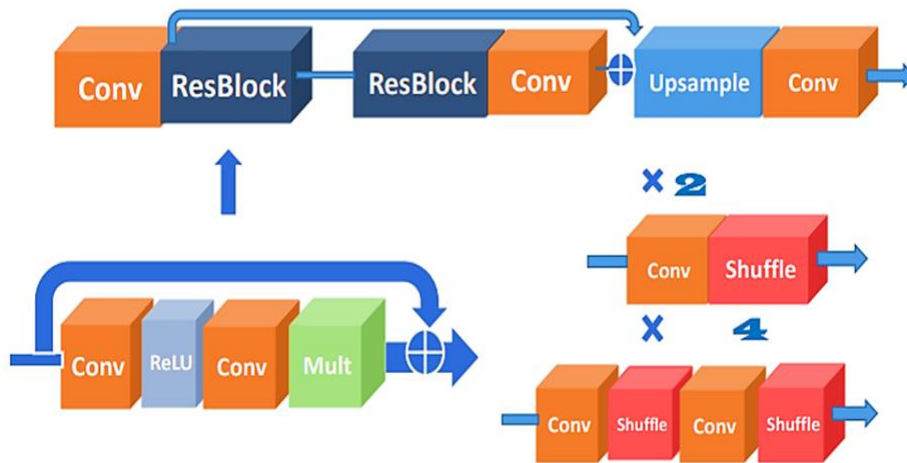 Conv ResBlock ResBlock Conv Upsample Conv
× 2
Conv Shuffle
× 4
Conv ReLU Conv Mult
Conv Shuffle Conv Shuffle